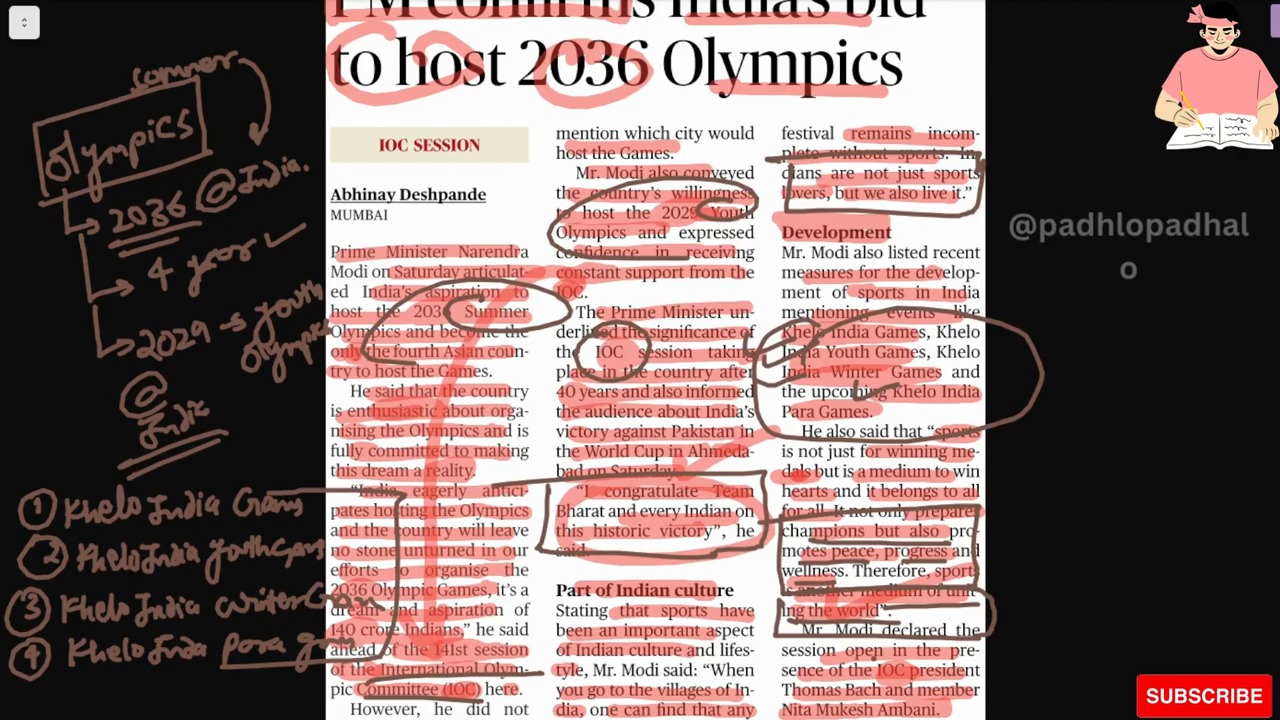 PM confirms India's bid
to host 2036 Olympics
IOC SESSION
Abhinay Deshpande
MUMBAI
Prime Minister Narendra
Modi on Saturday articulat-
ed India's aspiration to
host the 2036 Summer
Olympics and become the
only the fourth Asian coun-
try to host the Games.
He said that the country
is enthusiastic about orga-
nising the Olympics and is
fully committed to making
this dream a reality.
"India eagerly antici-
pates hosting the Olympics
and the country will leave
no stone unturned in our
efforts to organise the
2036 Olympic Games, it's a
dream and aspiration of
140 crore Indians," he said
ahead of the 141st session
of the International Olym-
pic Committee (IOC) here.
However, he did not
mention which city would
host the Games.
Mr. Modi also conveyed
the country's willingness
to host the 2029 Youth
Olympics and expressed
confidence in receiving
constant support from the
IOC.
The Prime Minister un-
derlined the significance of
the IOC session taking
place in the country after
40 years and also informed
the audience about India's
victory against Pakistan in
the World Cup in Ahmeda-
bad on Saturday.
"I congratulate Team
Bharat and every Indian on
this historic victory", he
said.
Part of Indian culture
Stating that sports have
been an important aspect
of Indian culture and lifes-
tyle, Mr. Modi said: "When
you go to the villages of In-
dia, one can find that any
festival remains incom-
plete without sports. In-
dians are not just sports
lovers, but we also live it."
Development
Mr. Modi also listed recent
measures for the develop-
ment of sports in India
mentioning events like
Khelo India Games, Khelo
India Youth Games, Khelo
India Winter Games and
the upcoming Khelo India
Para Games.
He also said that "sports
is not just for winning me-
dals but is a medium to win
hearts and it belongs to all
for all. It not only prepares
champions but also pro-
motes peace, progress and
wellness. Therefore, sports
is another medium of unit-
ing the world".
Mr. Modi declared the
session open in the pre-
sence of the IOC president
Thomas Bach and member
Nita Mukesh Ambani.
summer
Olympics
2036 @ India.
4 year
2029 → youth
Olympics
@
India
① Khelo India Games
② Khelo India youth Games
③ Khelo India winter Games
④ Khelo India Para games
@padhlopadhal
o
SUBSCRIBE